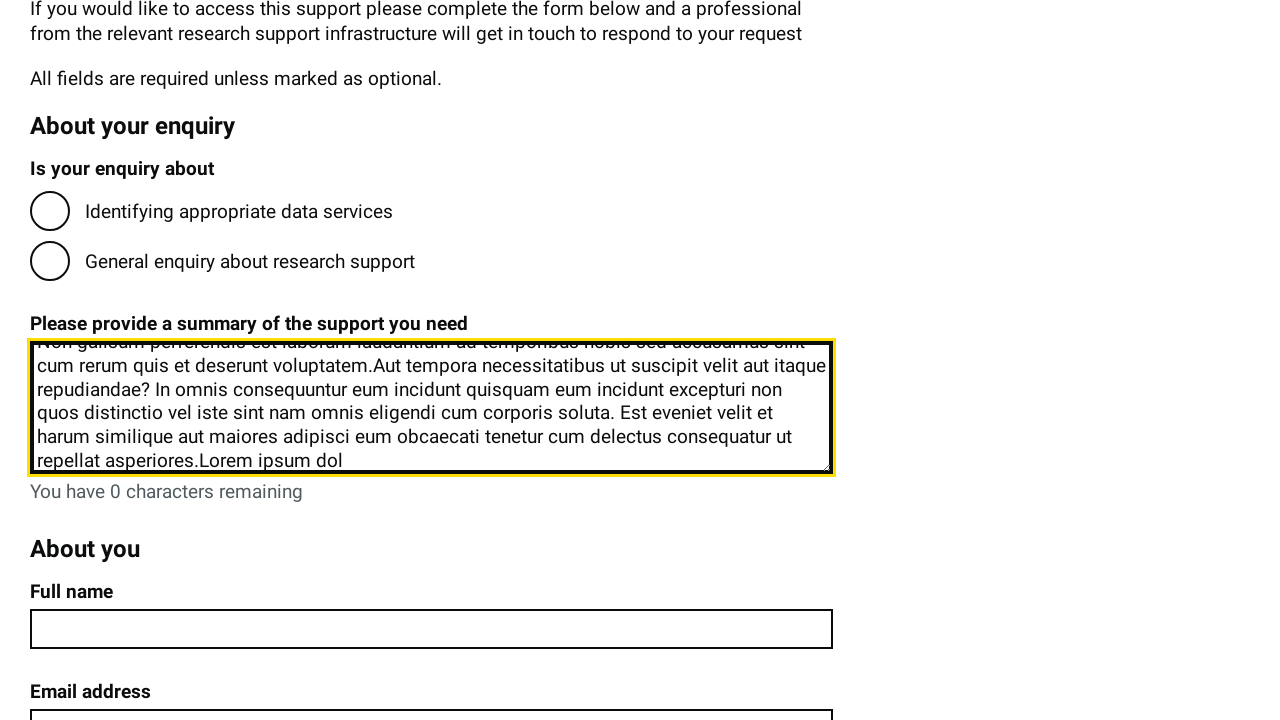 If you would like to access this support please complete the form below and a professional
from the relevant research support infrastructure will get in touch to respond to your request
All fields are required unless marked as optional.
About your enquiry
Is your enquiry about
Identifying appropriate data services
General enquiry about research support
Please provide a summary of the support you need
cum rerum quis et deserunt voluptatem.Aut tempora necessitatibus ut suscipit velit aut itaque
repudiandae? In omnis consequuntur eum incidunt quisquam eum incidunt excepturi non
quos distinctio vel iste sint nam omnis eligendi cum corporis soluta. Est eveniet velit et
harum similique aut maiores adipisci eum obcaecati tenetur cum delectus consequatur ut
repellat asperiores.Lorem ipsum dol
You have 0 characters remaining
About you
Full name
Email address